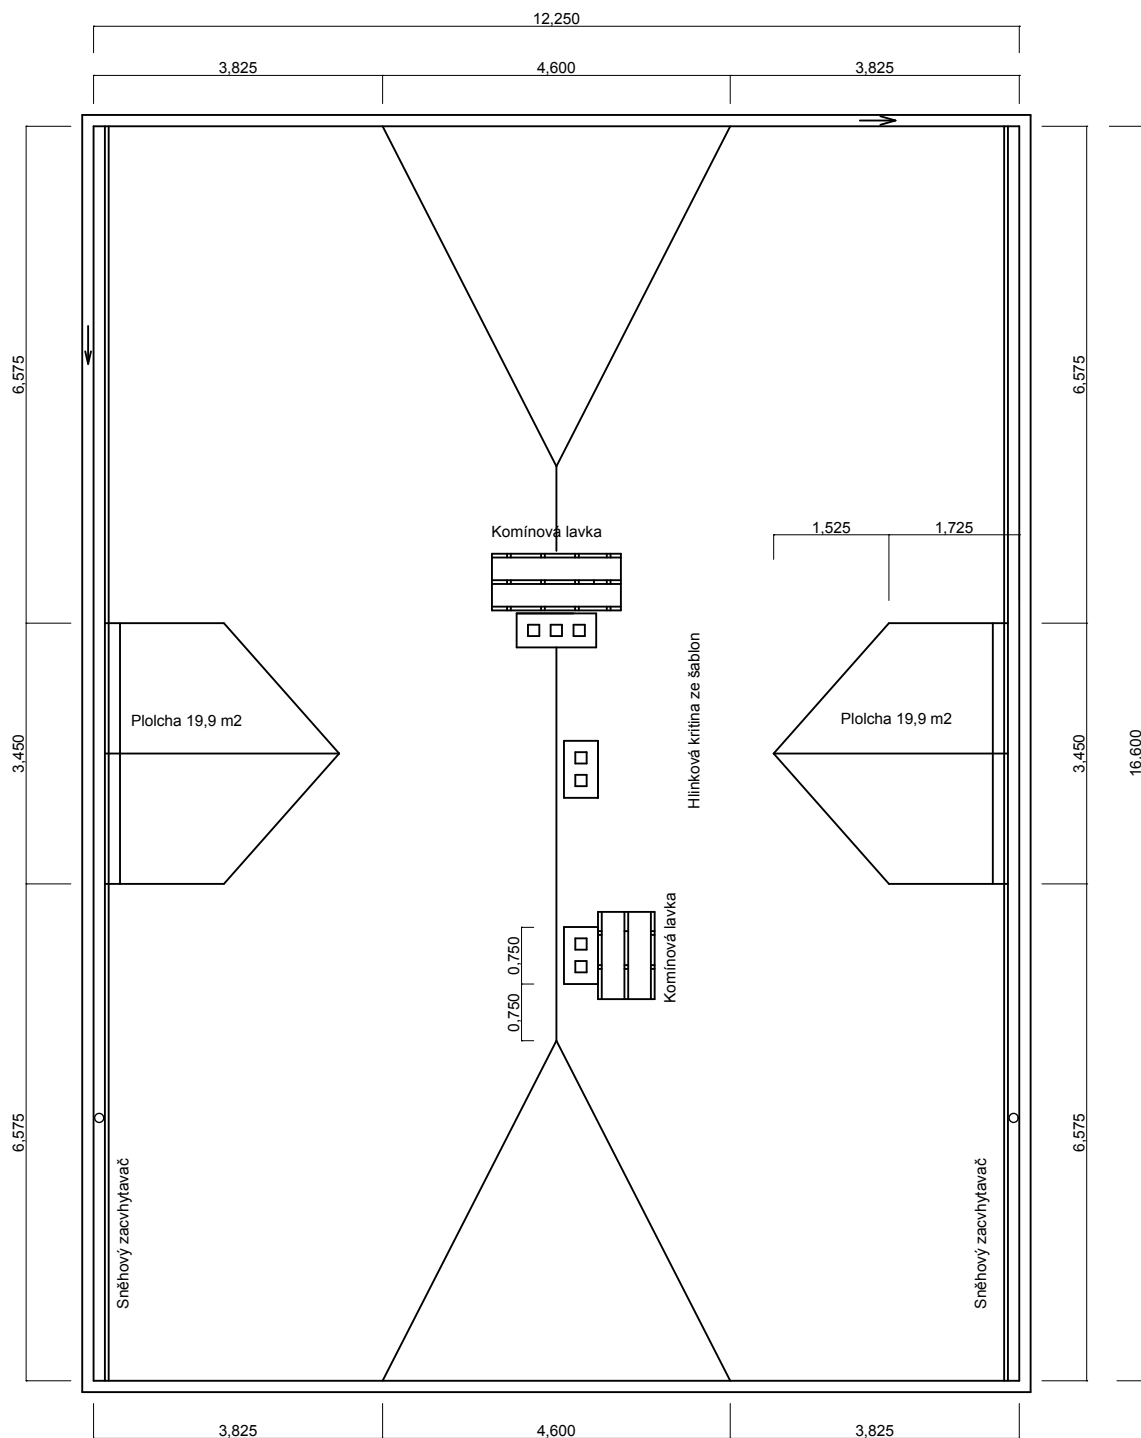 12,250
3,825
4,600
3,825
6,575
6,575
Komínová lavka
1,525
1,725
Plolcha 19,9 m2
Hlinková kritina ze šablon
Plolcha 19,9 m2
3,450
3,450
16,600
0,750
0,750
Komínová lavka
6,575
6,575
Sněhový zacvhytavač
Sněhový zacvhytavač
3,825
4,600
3,825